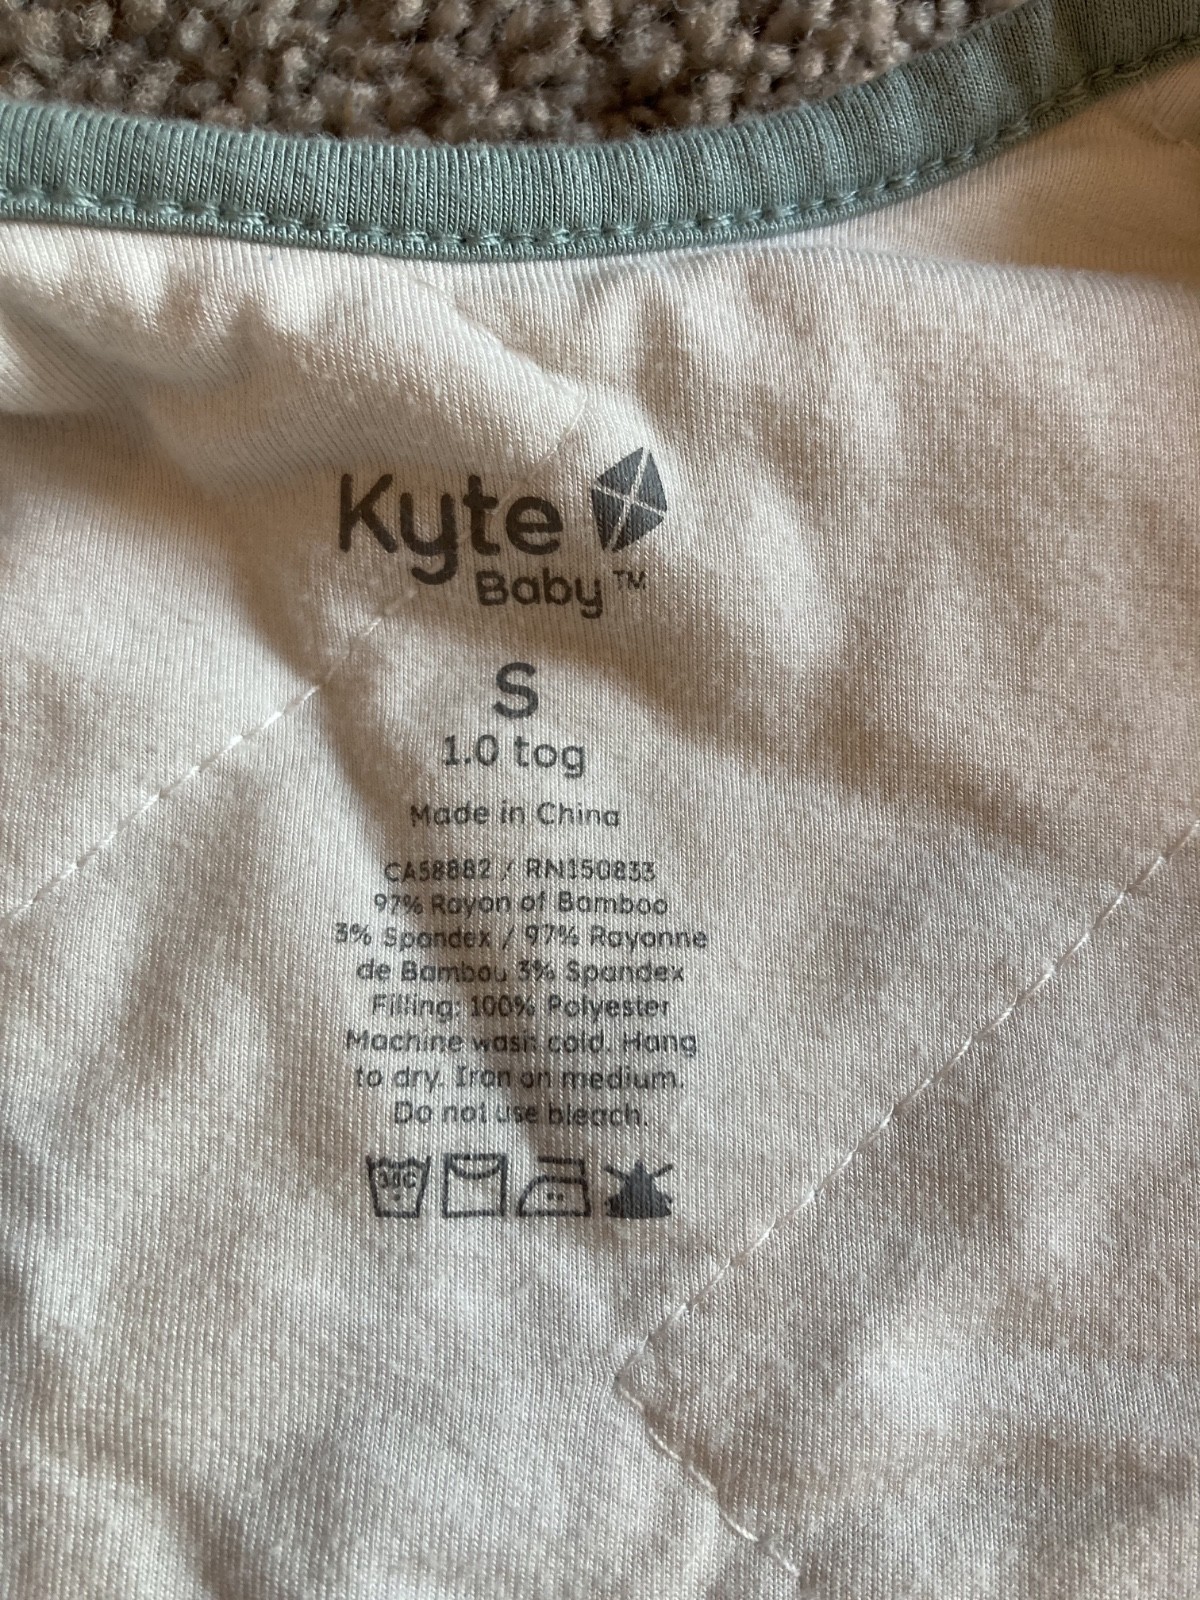 Kyte
Baby™
S
1.0 tog
Made in China
CA58882 / RN150833
97% Rayon of Bamboo
3% Spandex / 97% Rayonne
de Bambou 3% Spandex
Filling: 100% Polyester
Machine wash cold. Hang
to dry. Iron on medium.
Do not use bleach.
30C